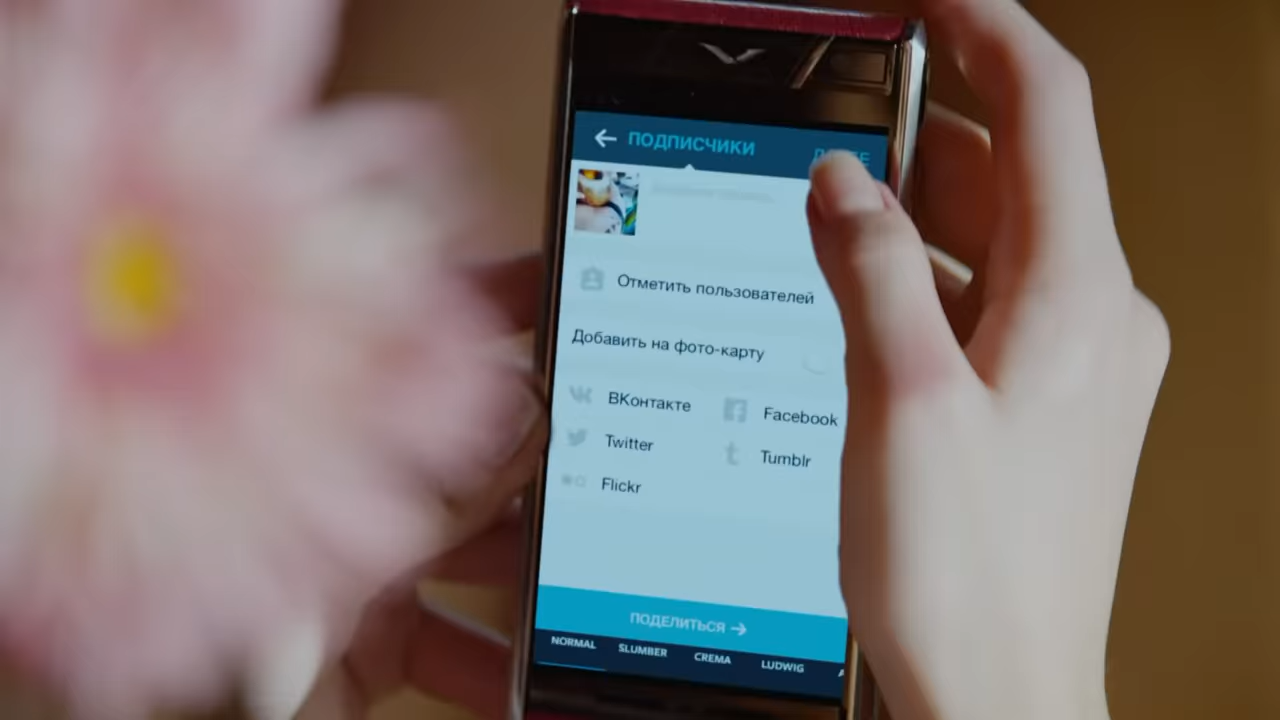 ПОДПИСЧИКИ
Отметить пользователей
Добавить на фото-карту
ВКонтакте Facebook
Twitter Tumblr
Flickr
ПОДЕЛИТЬСЯ →
NORMAL SLUMBER CREMA LUDWIG